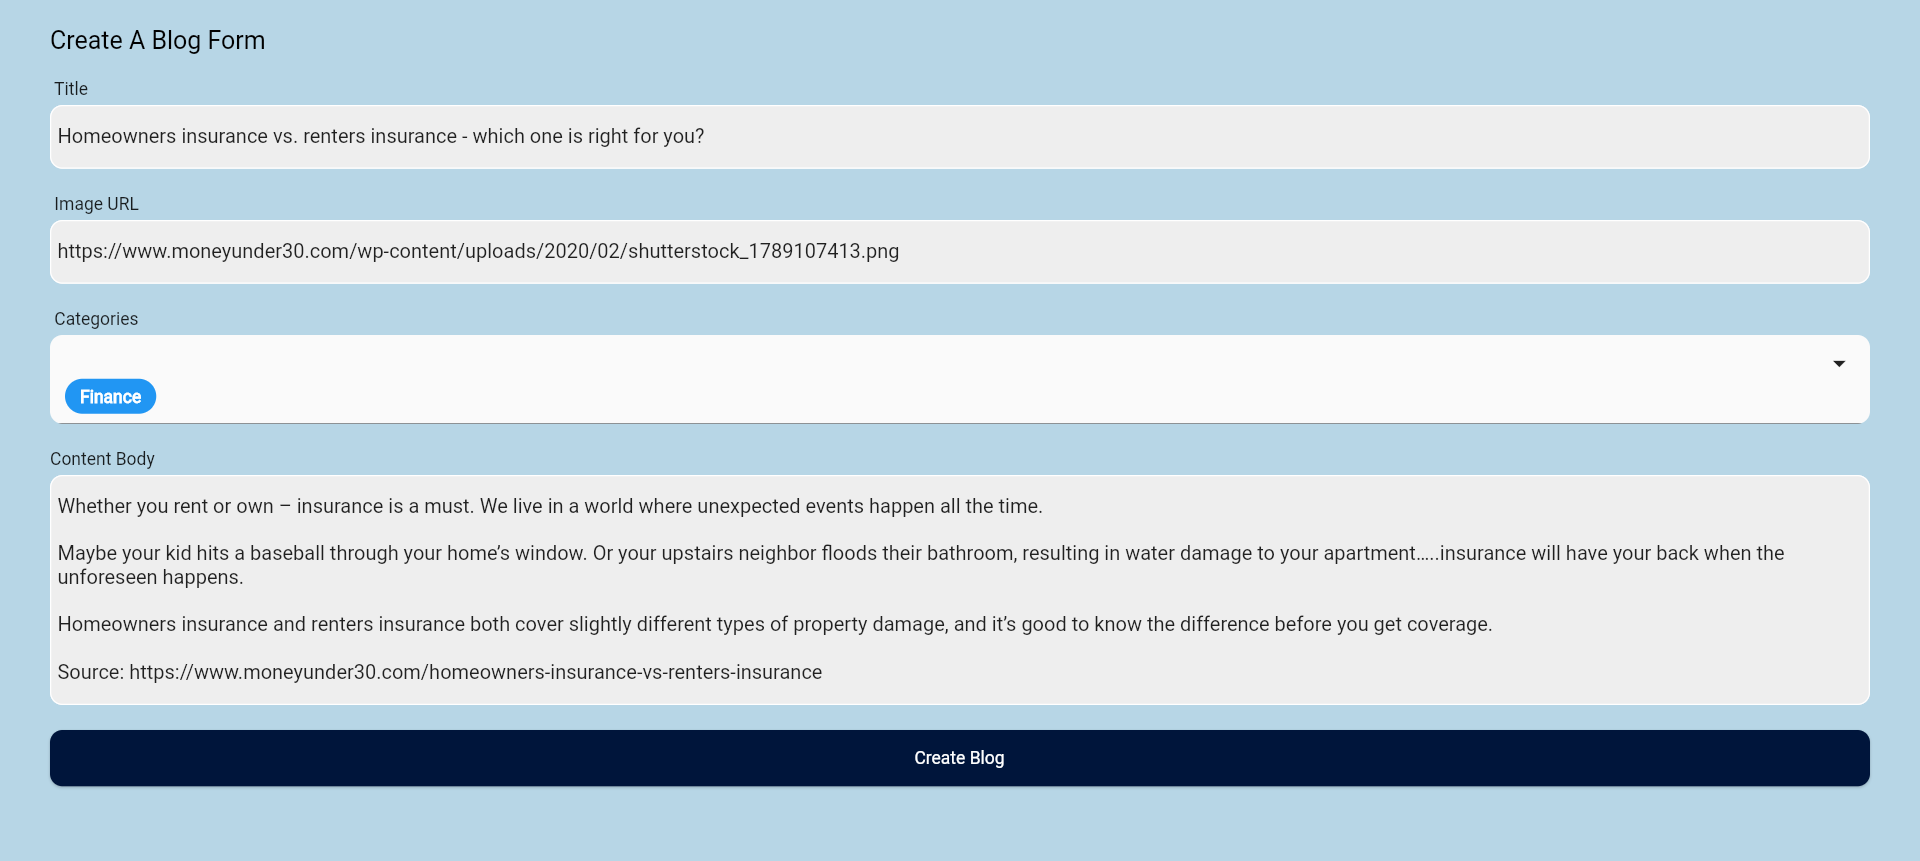 Create A Blog Form
Title
Homeowners insurance vs. renters insurance - which one is right for you?
Image URL
https://www.moneyunder30.com/wp-content/uploads/2020/02/shutterstock_1789107413.png
Categories
Finance
Content Body
Whether you rent or own – insurance is a must. We live in a world where unexpected events happen all the time.
Maybe your kid hits a baseball through your home’s window. Or your upstairs neighbor floods their bathroom, resulting in water damage to your apartment…..insurance will have your back when the
unforeseen happens.
Homeowners insurance and renters insurance both cover slightly different types of property damage, and it’s good to know the difference before you get coverage.
Source: https://www.moneyunder30.com/homeowners-insurance-vs-renters-insurance
Create Blog